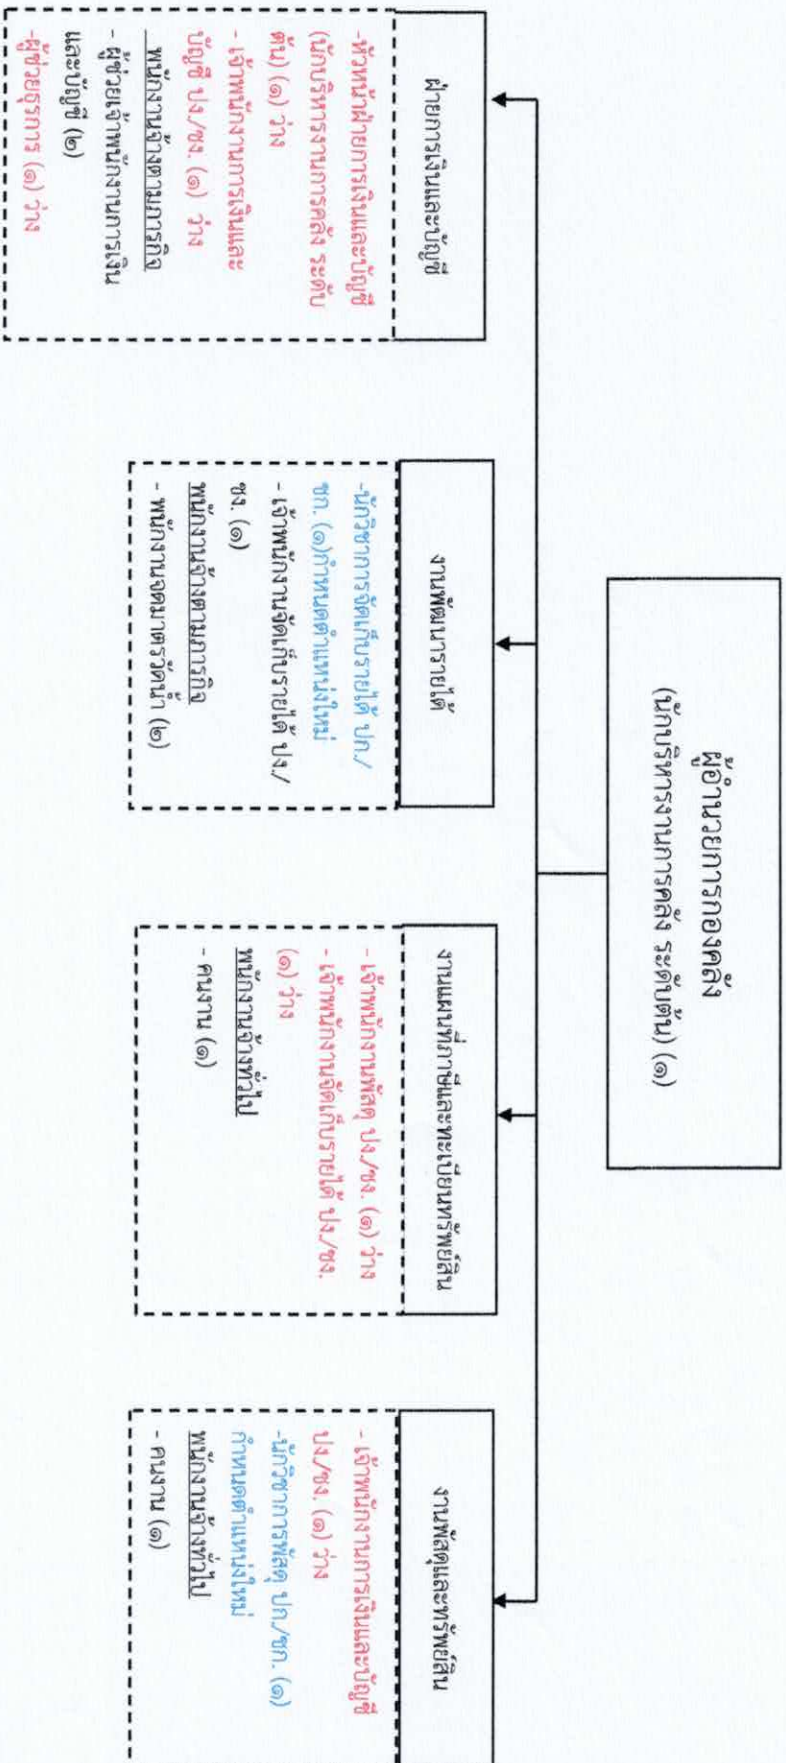 ผู้อำนวยการกองคลัง
(นักบริหารงานการคลัง ระดับต้น) (๑)
ฝ่ายการเงินและบัญชี
-หัวหน้าฝ่ายการเงินและบัญชี
(นักบริหารงานการคลัง ระดับ
ต้น) (๑) ว่าง
- เจ้าพนักงานการเงินและ
บัญชี ปง/ชง. (๑) ว่าง
พนักงานจ้างตามภารกิจ
- ผู้ช่วยเจ้าพนักงานการเงิน
และบัญชี (๒)
-ผู้ช่วยธุรการ (๑) ว่าง
งานพัฒนารายได้
-นักวิชาการจัดเก็บรายได้ ปก./
ชก. (๑)กำหนดตำแหน่งใหม่
- เจ้าพนักงานจัดเก็บรายได้ ปง./
ชง. (๑)
พนักงานจ้างตามภารกิจ
- พนักงานจดมาตรวัดน้ำ (๒)
งานแผนที่ภาษีและทะเบียนทรัพย์สิน
- เจ้าพนักงานพัสดุ ปง./ชง. (๑) ว่าง
- เจ้าพนักงานจัดเก็บรายได้ ปง./ชง.
(๑) ว่าง
พนักงานจ้างทั่วไป
- คนงาน (๑)
งานพัสดุและทรัพย์สิน
- เจ้าพนักงานการเงินและบัญชี
ปง./ชง. (๑) ว่าง
-นักวิชาการพัสดุ ปก./ชก. (๑)
กำหนดตำแหน่งใหม่
พนักงานจ้างทั่วไป
- คนงาน (๑)